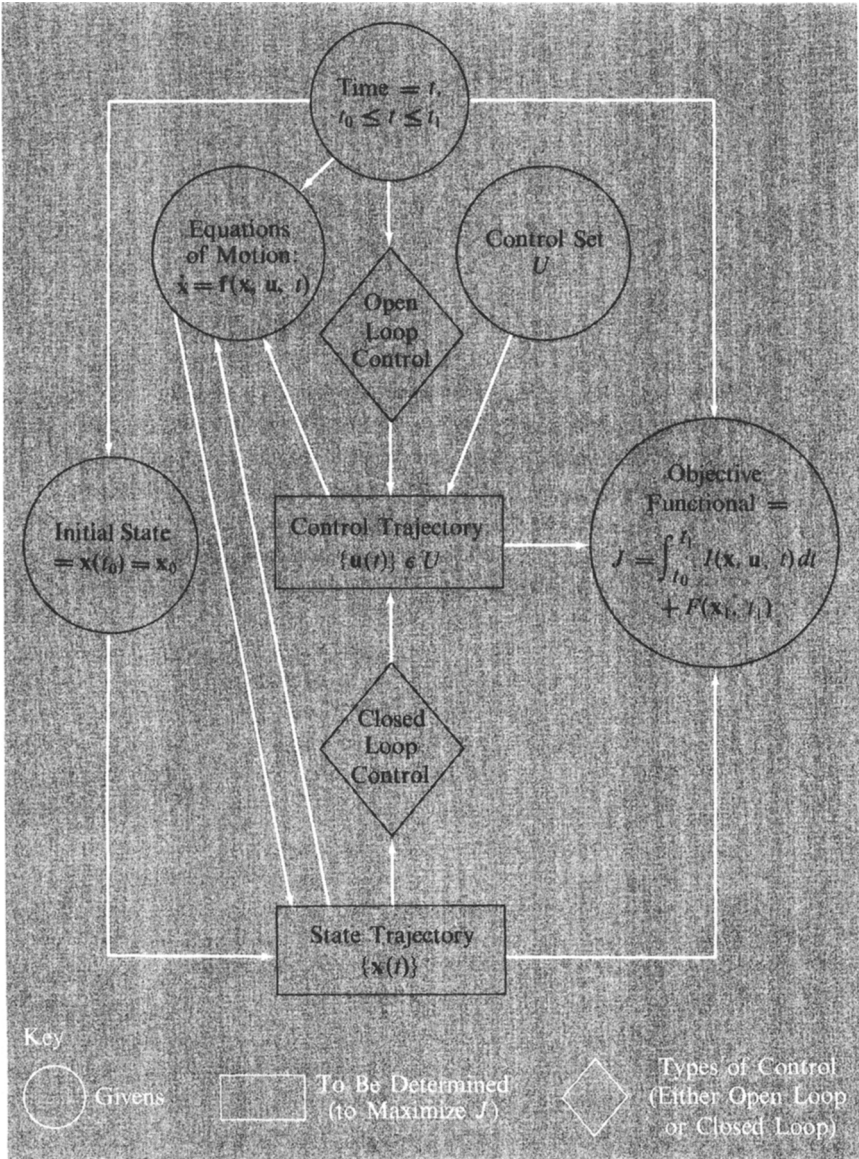 Time = t,
t₀ ≤ t ≤ t₁
Equations
of Motion:
ẋ = f(x, u, t)
Control Set
U
Open
Loop
Control
Initial State
= x(t₀) = x₀
Control Trajectory
{u(t)} ϵ U
Objective
Functional =
J = ∫ₜ₀ᵗ¹ I(x, u, t) dt
+ F(x₁, t₁)
Closed
Loop
Control
State Trajectory
{x(t)}
Key
Givens
To Be Determined
(to Maximize J)
Types of Control
(Either Open Loop
or Closed Loop)